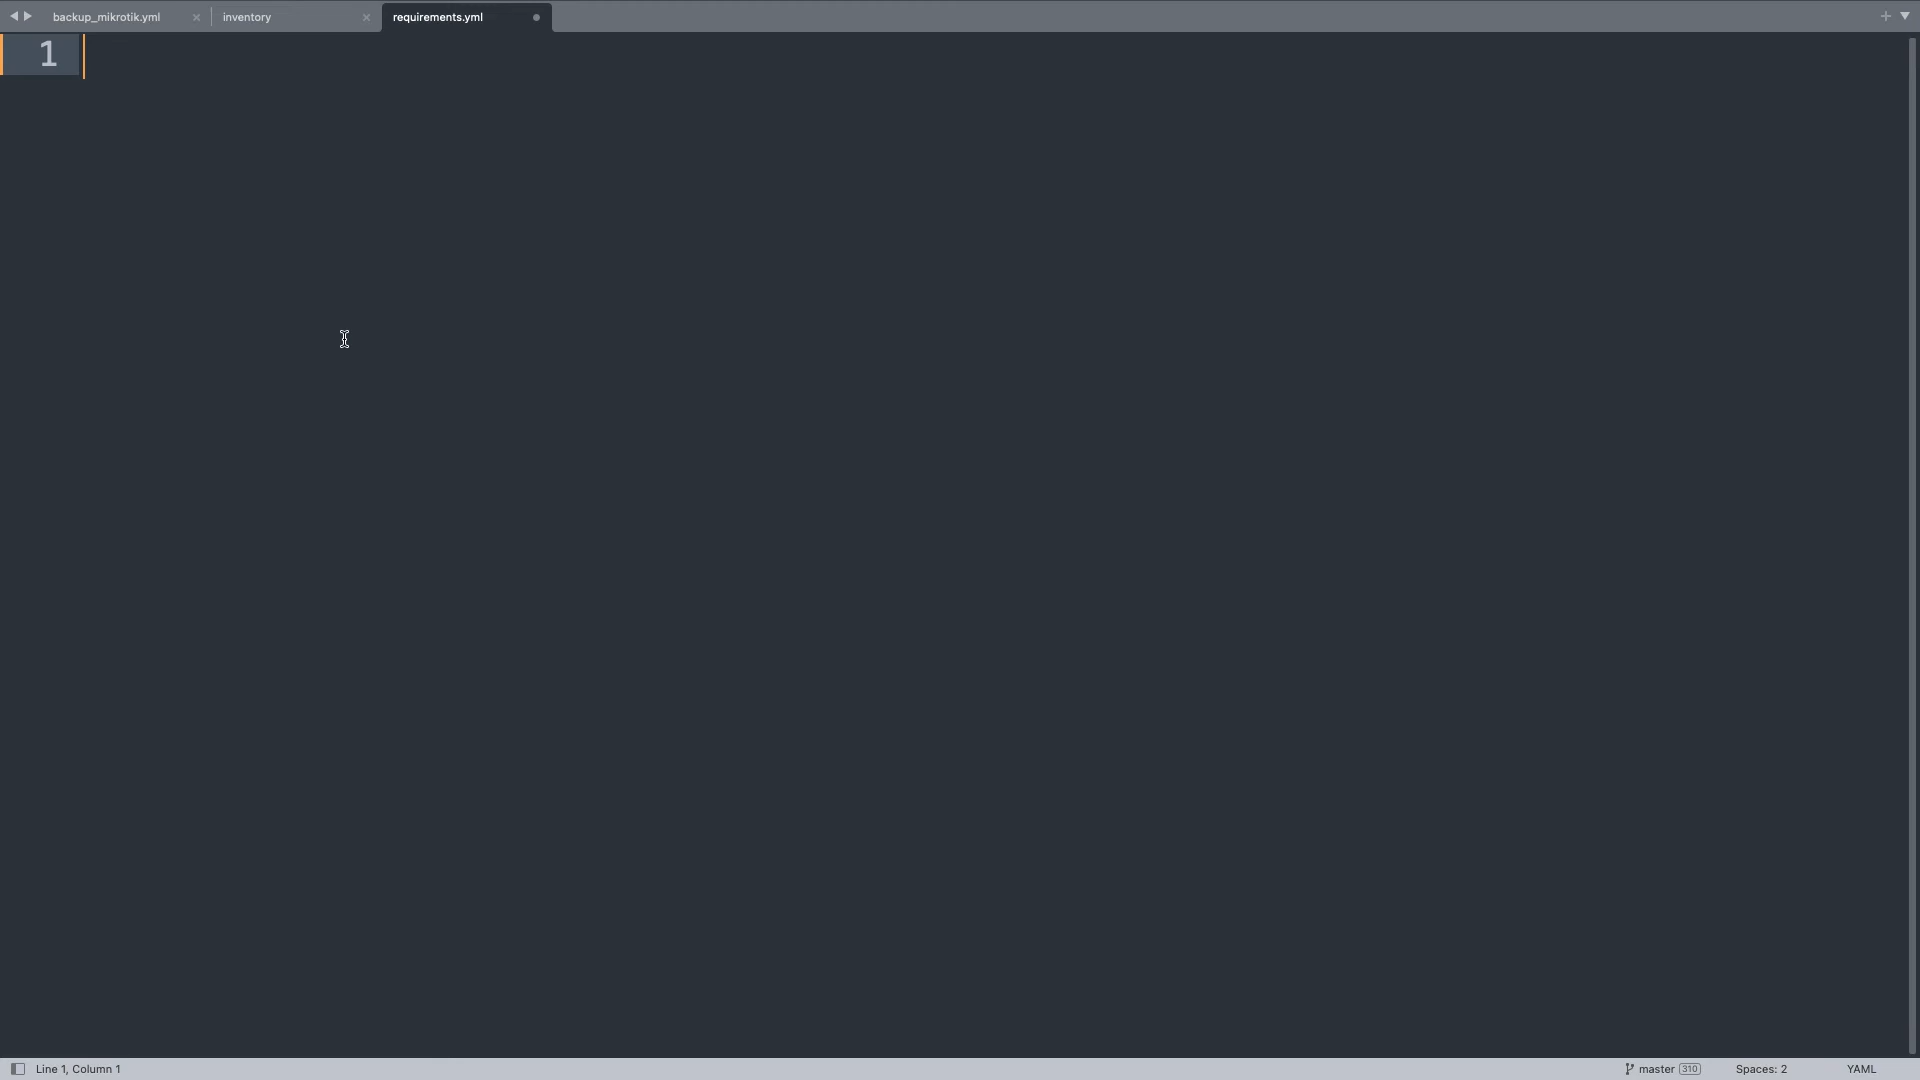 backup_mikrotik.yml
inventory
requirements.yml
1
Line 1, Column 1
master 310
Spaces: 2
YAML